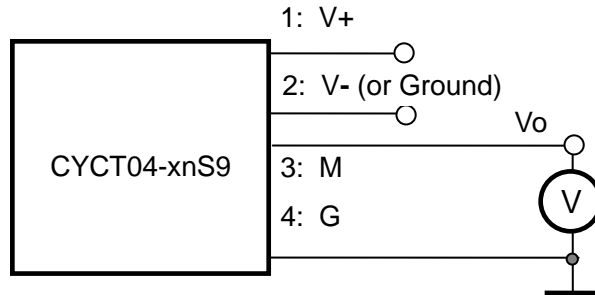 1: V+
2: V- (or Ground)
Vo
CYCT04-xnS9
3: M
V
4: G